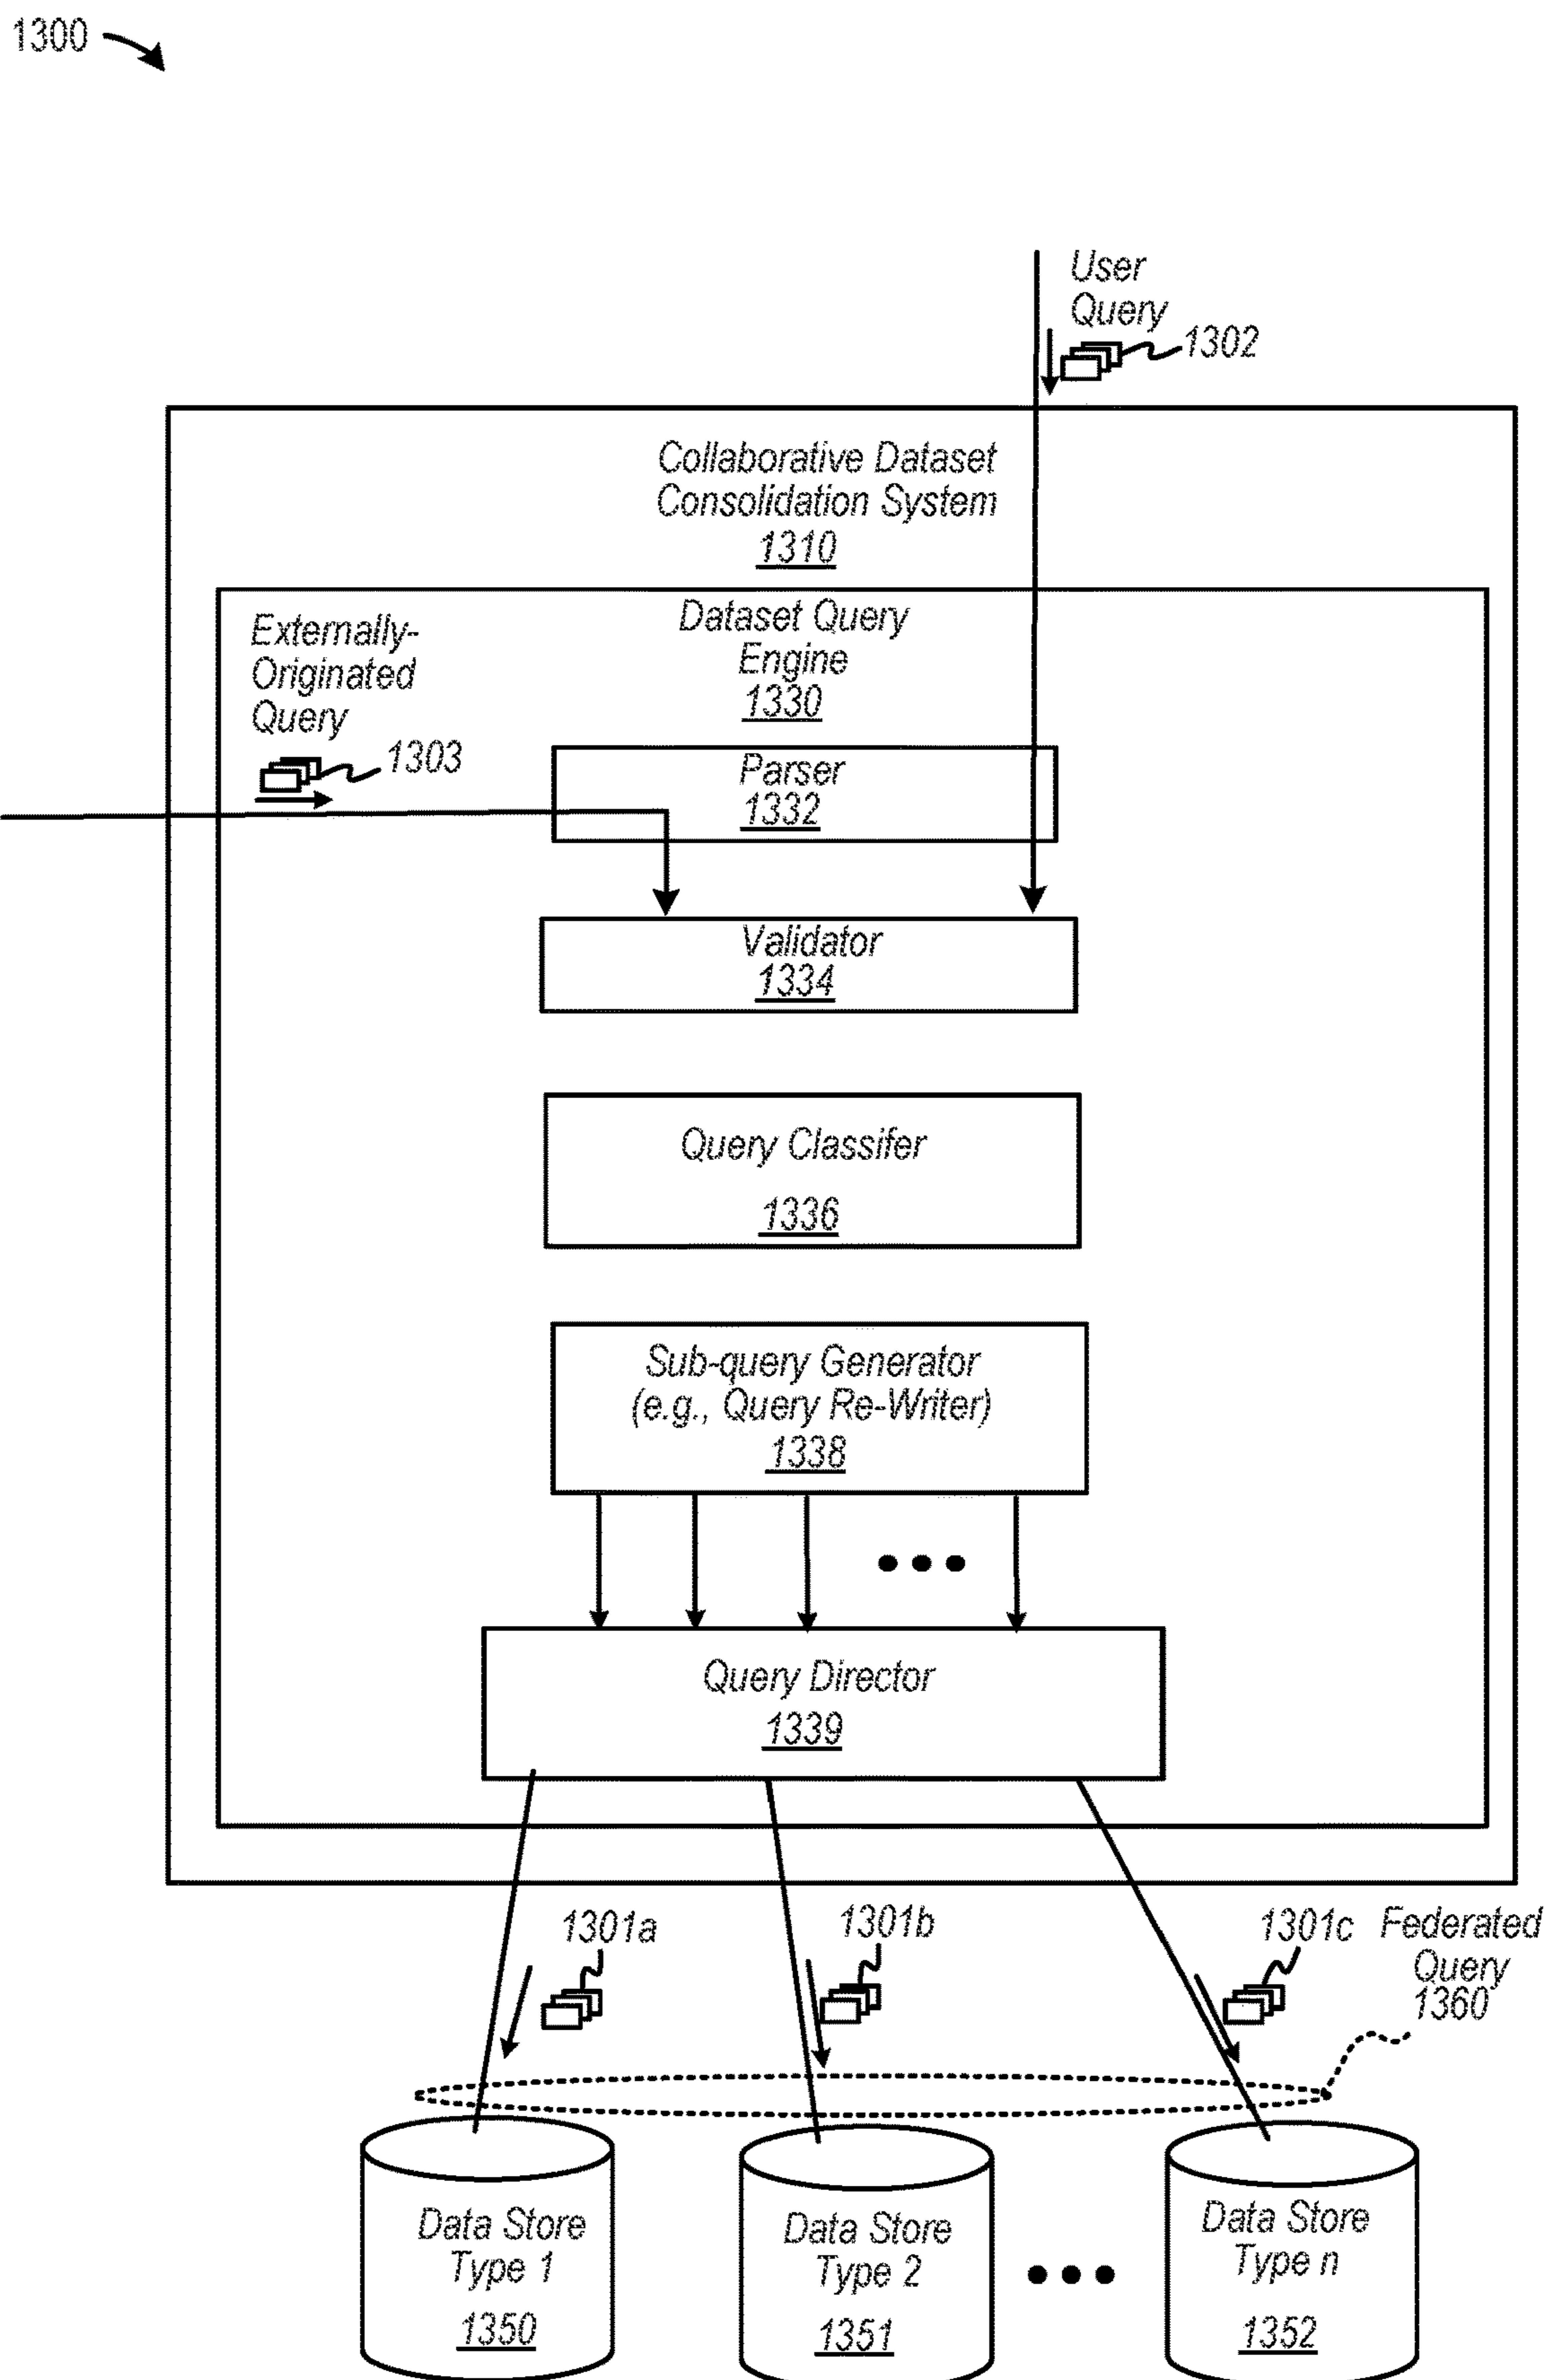 1300
User
Query
1302
Collaborative Dataset
Consolidation System
1310
Externally-
Originated
Query
1303
Dataset Query
Engine
1330
Parser
1332
Validator
1334
Query Classifer
1336
Sub-query Generator
(e.g., Query Re-Writer)
1338
Query Director
1339
1301a
1301b
1301c
Federated
Query
1360
Data Store
Type 1
1350
Data Store
Type 2
1351
Data Store
Type n
1352